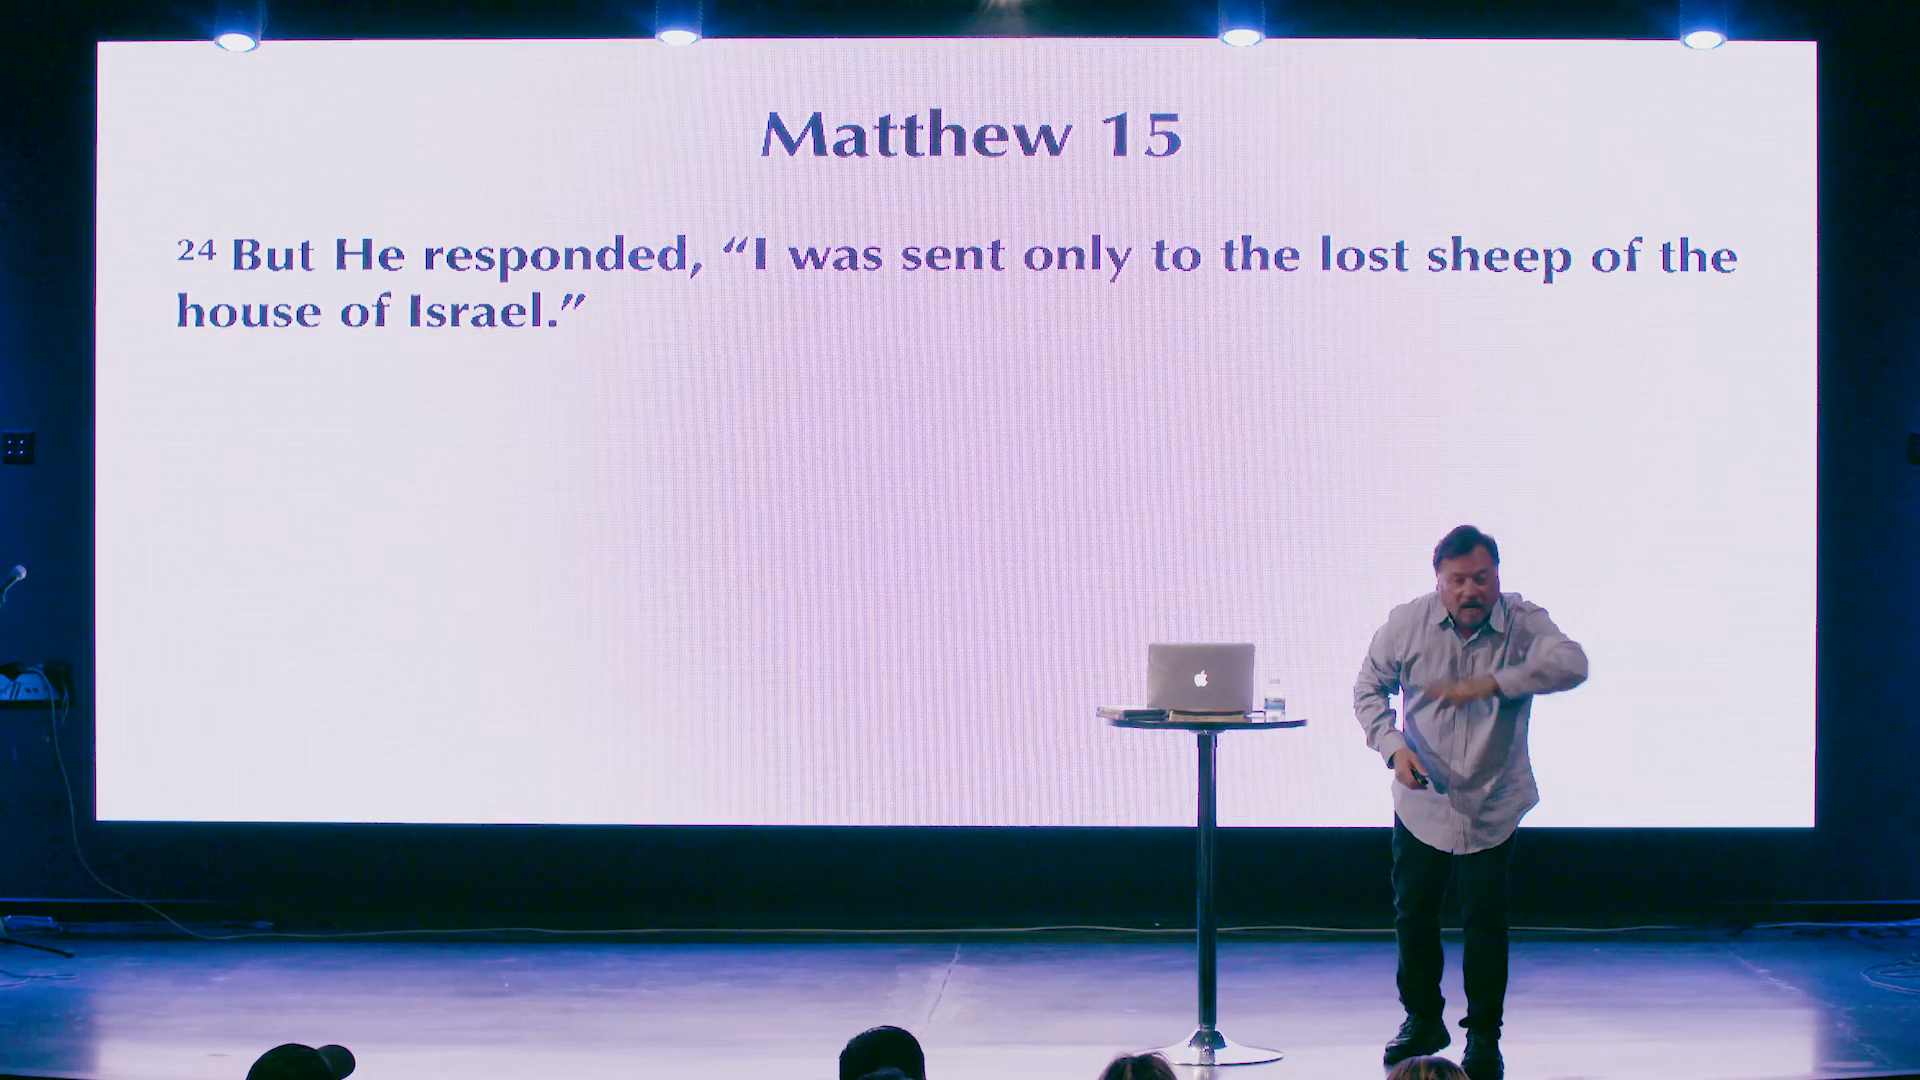 Matthew 15
24 But He responded, “I was sent only to the lost sheep of the
house of Israel.”